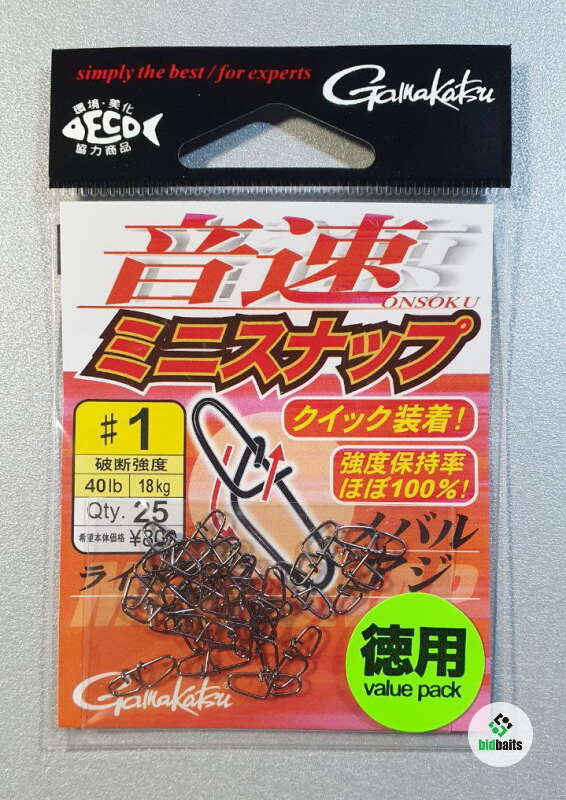 simply the best / for experts
Gamakatsu
環境・美化
ECO
協力商品
音速
ONSOKU
ミニスナップ
#1
破断強度
40lb 18kg
Qty. 25
希望本体価格
クイック装着!
強度保持率
ほぼ100%!
メバル
ライ
アジ
徳用
value pack
Gamakatsu
bidbaits